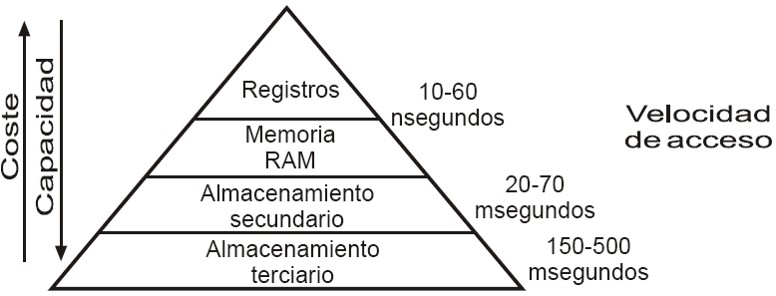 Coste
Capacidad
Registros
10-60
nsegundos
Velocidad
de acceso
Memoria
RAM
Almacenamiento
secundario
20-70
msegundos
Almacenamiento
terciario
150-500
msegundos